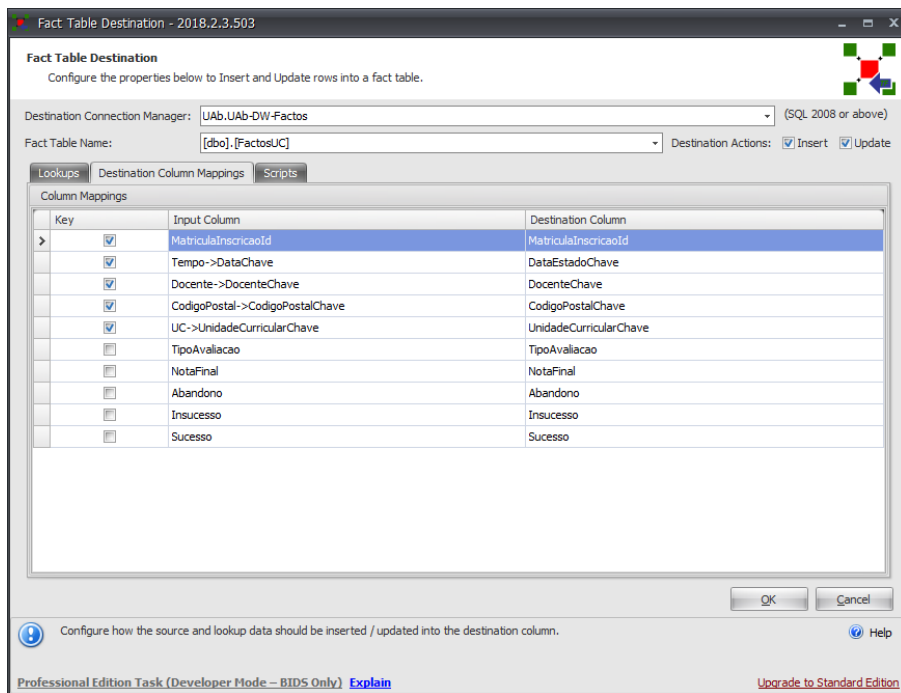 Fact Table Destination - 2018.2.3.503
Fact Table Destination
Configure the properties below to Insert and Update rows into a fact table.
Destination Connection Manager: UAb.UAb-DW-Factos (SQL 2008 or above)
Fact Table Name: [dbo].[FactosUC] Destination Actions: Insert Update
Lookups Destination Column Mappings Scripts
Column Mappings
Key Input Column Destination Column
MatriculaInscricaoId MatriculaInscricaoId
Tempo->DataChave DataEstadoChave
Docente->DocenteChave DocenteChave
CodigoPostal->CodigoPostalChave CodigoPostalChave
UC->UnidadeCurricularChave UnidadeCurricularChave
TipoAvaliacao TipoAvaliacao
NotaFinal NotaFinal
Abandono Abandono
Insucesso Insucesso
Sucesso Sucesso
OK Cancel
Configure how the source and lookup data should be inserted / updated into the destination column. Help
Professional Edition Task (Developer Mode – BIDS Only) Explain Upgrade to Standard Edition